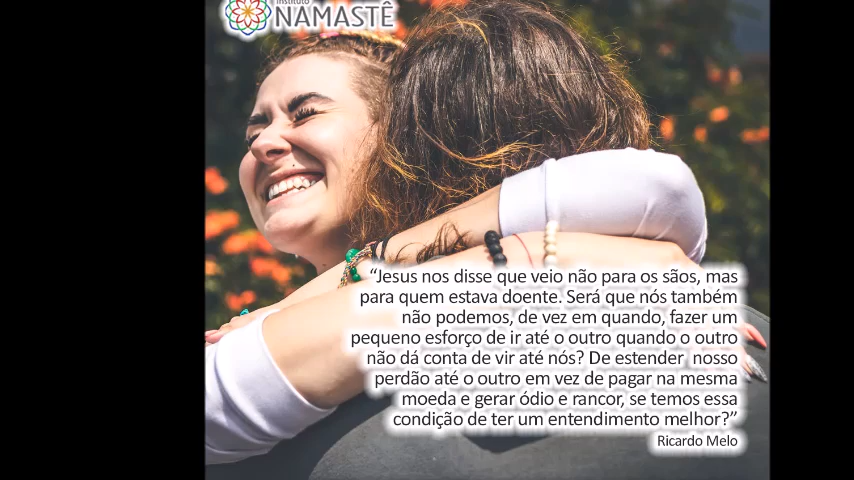 Instituto
NAMASTÊ
“Jesus nos disse que veio não para os sãos, mas
para quem estava doente. Será que nós também
não podemos, de vez em quando, fazer um
pequeno esforço de ir até o outro quando o outro
não dá conta de vir até nós? De estender nosso
perdão até o outro em vez de pagar na mesma
moeda e gerar ódio e rancor, se temos essa
condição de ter um entendimento melhor?”
Ricardo Melo